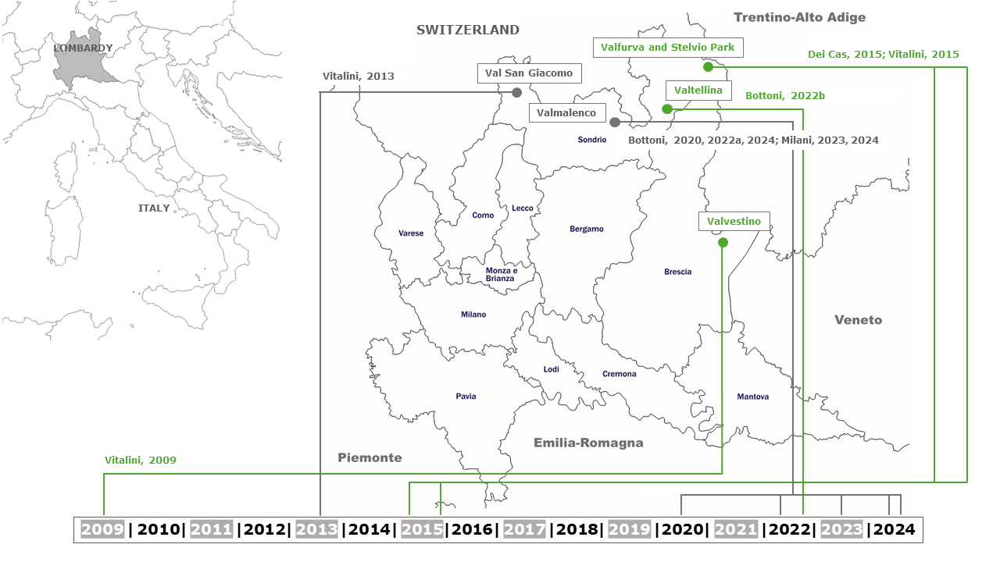 Trentino-Alto Adige
SWITZERLAND
LOMBARDY
Valfurva and Stelvio Park
Dei Cas, 2015; Vitalini, 2015
Vitalini, 2013
Val San Giacomo
Valtellina
Bottoni, 2022b
Valmalenco
Sondrio
Bottoni, 2020, 2022a, 2024; Milani, 2023, 2024
ITALY
Como
Lecco
Valvestino
Varese
Bergamo
Monza e
Brianza
Brescia
Milano
Veneto
Lodi
Cremona
Pavia
Mantova
Emilia-Romagna
Piemonte
Vitalini, 2009
2009 | 2010 | 2011 | 2012 | 2013 | 2014 | 2015 | 2016 | 2017 | 2018 | 2019 | 2020 | 2021 | 2022 | 2023 | 2024